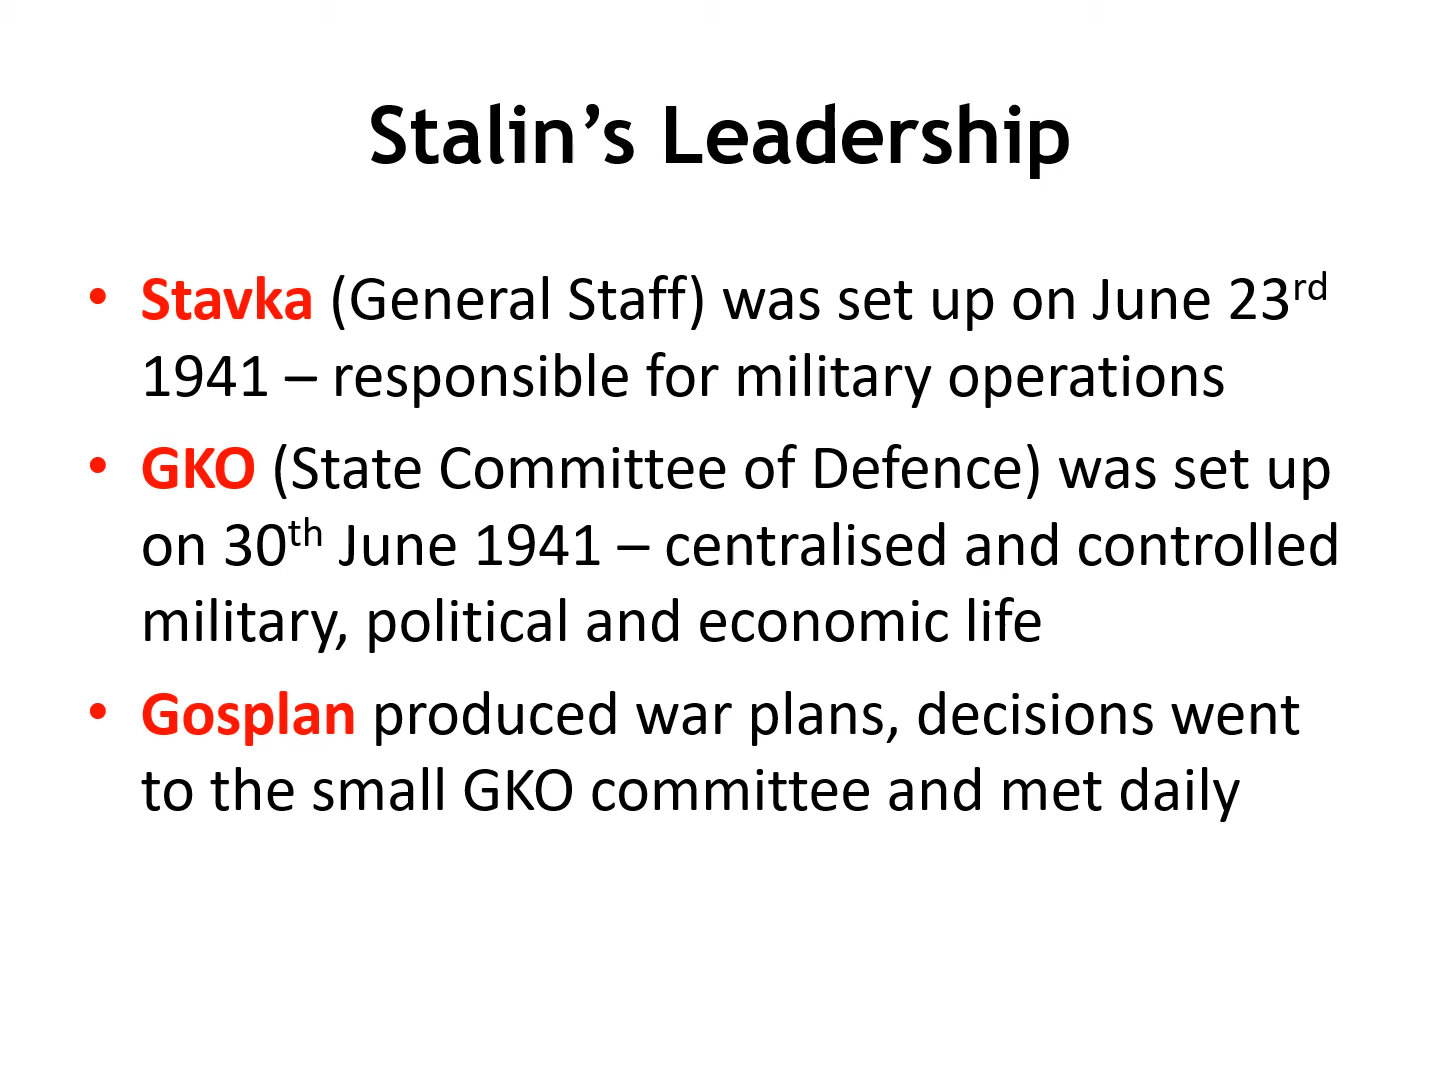 Stalin’s Leadership
• Stavka (General Staff) was set up on June 23rd
1941 – responsible for military operations
• GKO (State Committee of Defence) was set up
on 30th June 1941 – centralised and controlled
military, political and economic life
• Gosplan produced war plans, decisions went
to the small GKO committee and met daily